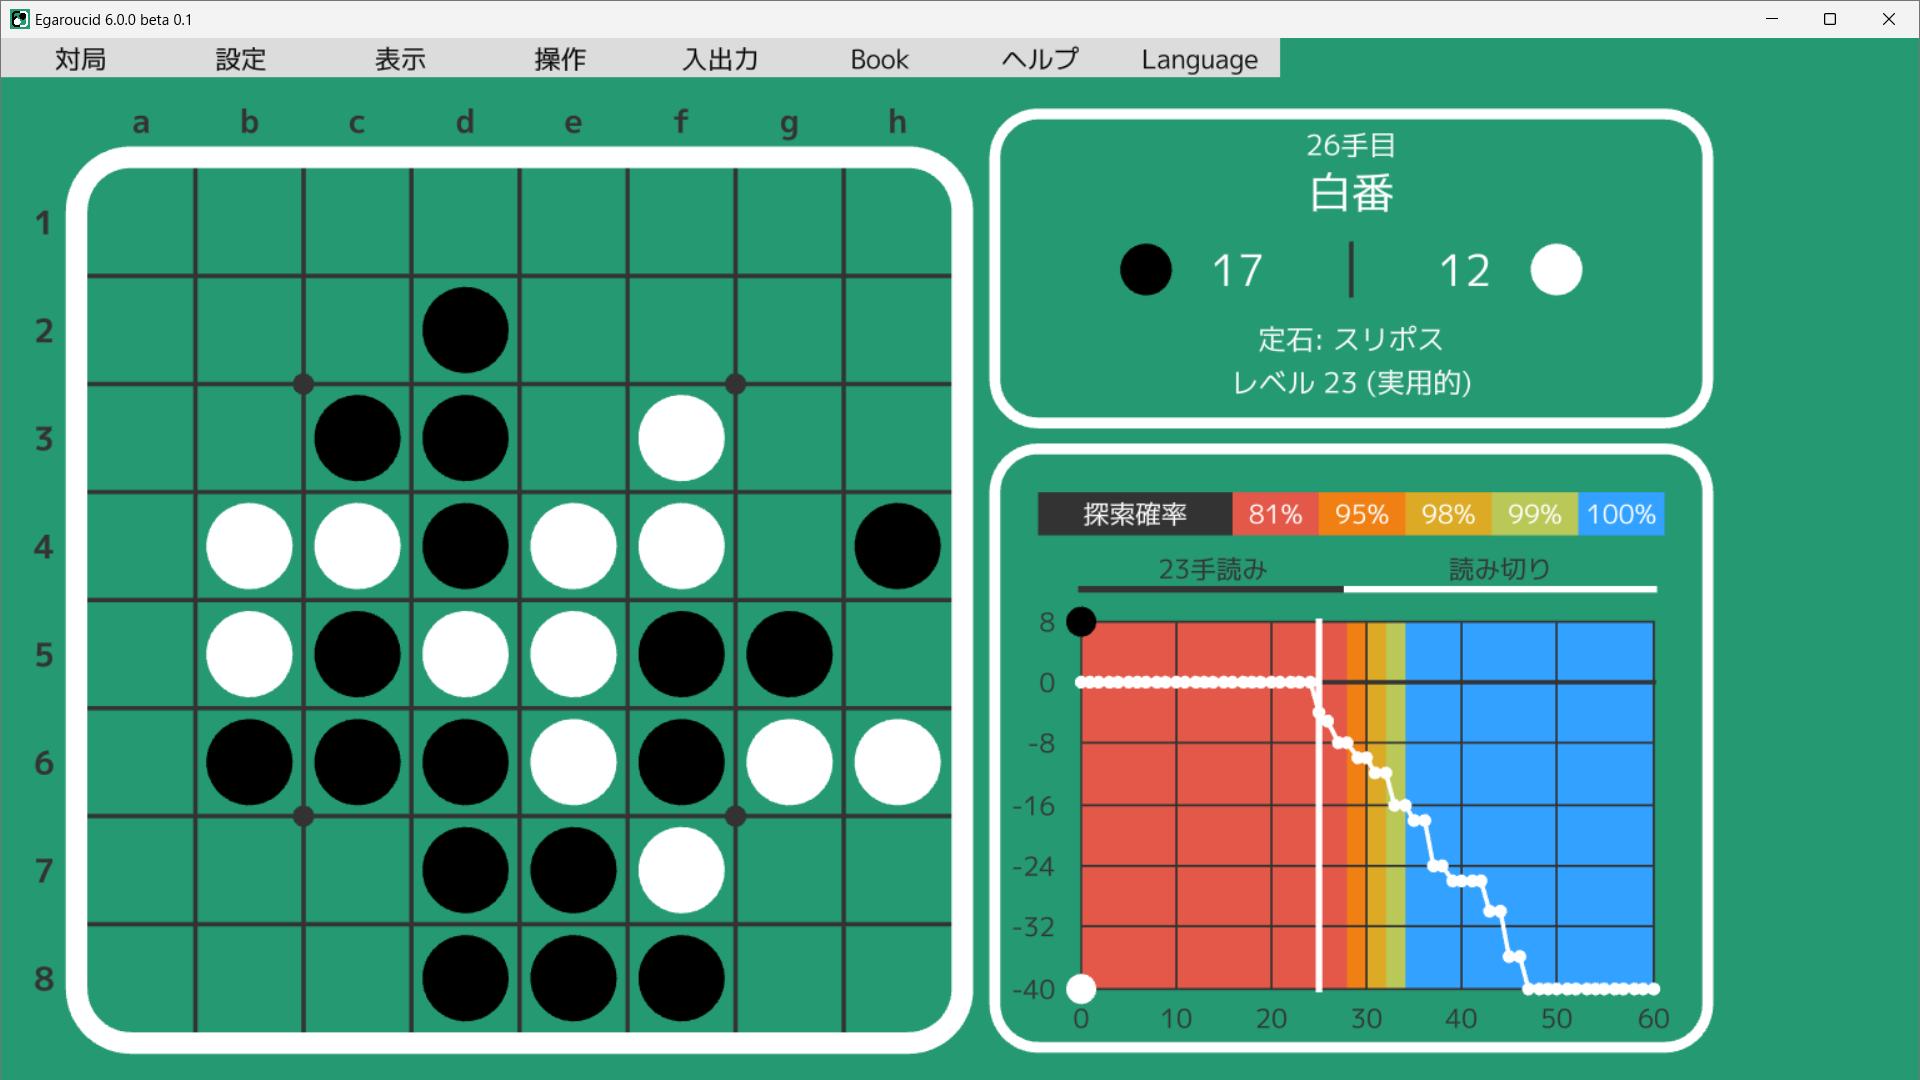 Egaroucid 6.0.0 beta 0.1
対局 設定 表示 操作 入出力 Book ヘルプ Language
a b c d e f g h
1
2
3
4
5
6
7
8
26手目
白番
17 12
定石: スリポス
レベル 23 (実用的)
探索確率 81% 95% 98% 99% 100%
23手読み 読み切り
8
0
-8
-16
-24
-32
-40
0 10 20 30 40 50 60